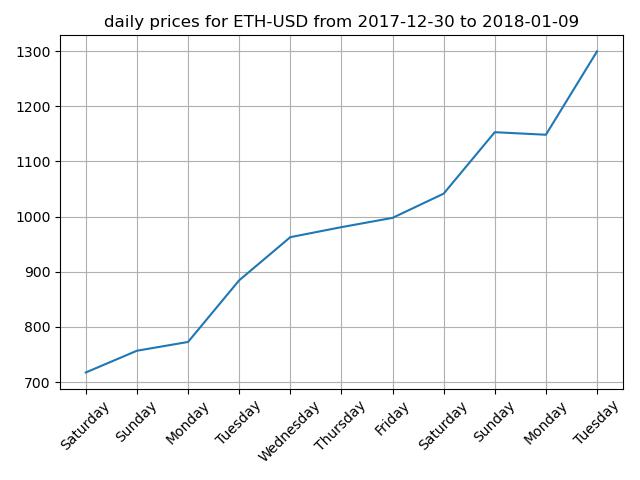 daily prices for ETH-USD from 2017-12-30 to 2018-01-09
1300
1200
1100
1000
900
800
700
Saturday
Sunday
Monday
Tuesday
Wednesday
Thursday
Friday
Saturday
Sunday
Monday
Tuesday